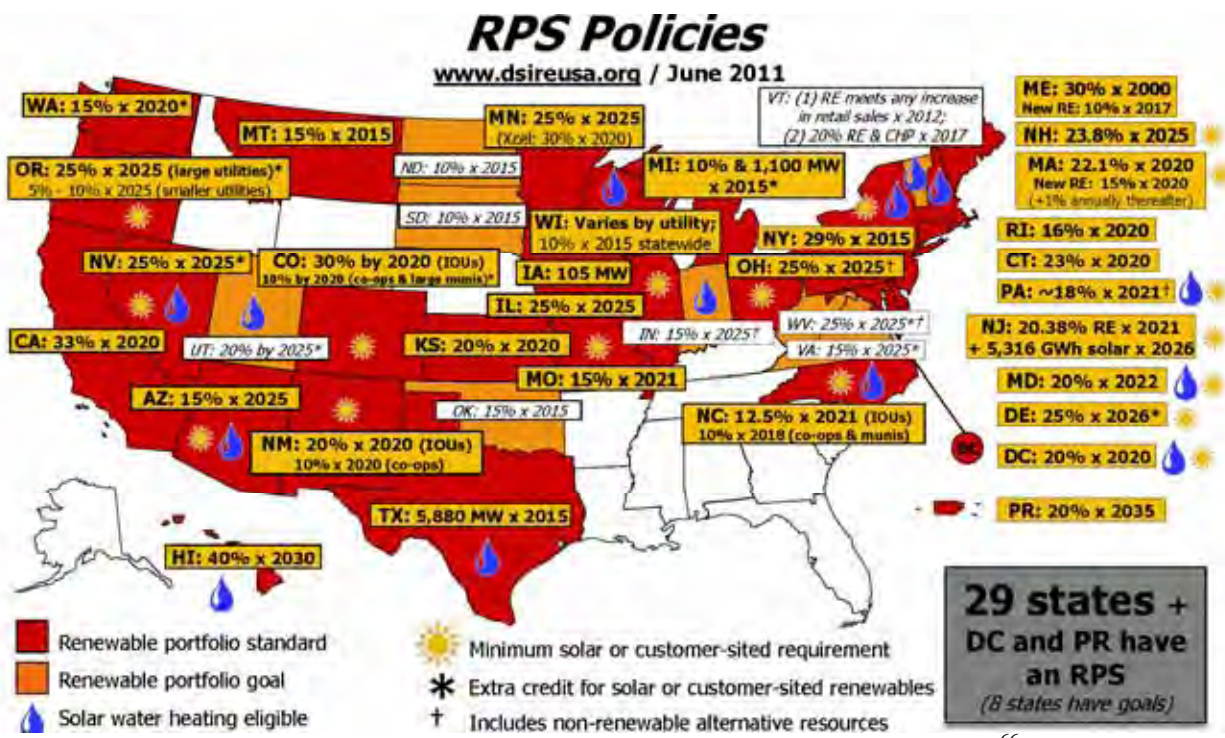 RPS Policies
www.dsireusa.org / June 2011
WA: 15% x 2020*
MT: 15% x 2015
MN: 25% x 2025
(Xcel: 30% x 2020)
VT: (1) RE meets any increase
in retail sales x 2012;
(2) 20% RE & CHP x 2017
ME: 30% x 2000
New RE: 10% x 2017
NH: 23.8% x 2025
MA: 22.1% x 2020
New RE: 15% x 2020
(+1% annually thereafter)
RI: 16% x 2020
CT: 23% x 2020
PA: ~18% x 2021†
NJ: 20.38% RE x 2021
+ 5,316 GWh solar x 2026
MD: 20% x 2022
DE: 25% x 2026*
DC: 20% x 2020
PR: 20% x 2035
OR: 25% x 2025 (large utilities)*
5% - 10% x 2025 (smaller utilities)
ND: 10% x 2015
MI: 10% & 1,100 MW
x 2015*
SD: 10% x 2015
WI: Varies by utility;
10% x 2015 statewide
NY: 29% x 2015
NV: 25% x 2025*
CO: 30% by 2020 (IOUs)
10% by 2020 (co-ops & large munis)*
IA: 105 MW
OH: 25% x 2025†
IL: 25% x 2025
CA: 33% x 2020
UT: 20% by 2025*
KS: 20% x 2020
IN: 15% x 2025†
WV: 25% x 2025*†
VA: 15% x 2025*
MO: 15% x 2021
AZ: 15% x 2025
OK: 15% x 2015
NC: 12.5% x 2021 (IOUs)
10% x 2018 (co-ops & munis)
NM: 20% x 2020 (IOUs)
10% x 2020 (co-ops)
DC
TX: 5,880 MW x 2015
HI: 40% x 2030
29 states +
DC and PR have
an RPS
(8 states have goals)
Renewable portfolio standard
Renewable portfolio goal
Solar water heating eligible
Minimum solar or customer-sited requirement
* Extra credit for solar or customer-sited renewables
† Includes non-renewable alternative resources